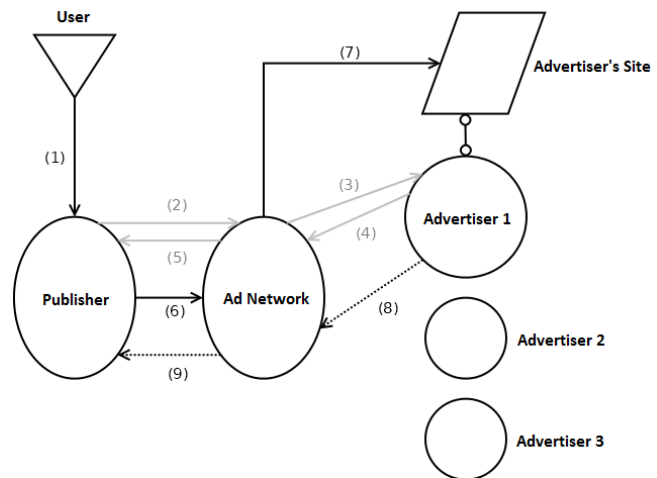 User
(7)
Advertiser's Site
(1)
(2)
(3)
Advertiser 1
(4)
(5)
Publisher
Ad Network
(6)
(8)
Advertiser 2
(9)
Advertiser 3